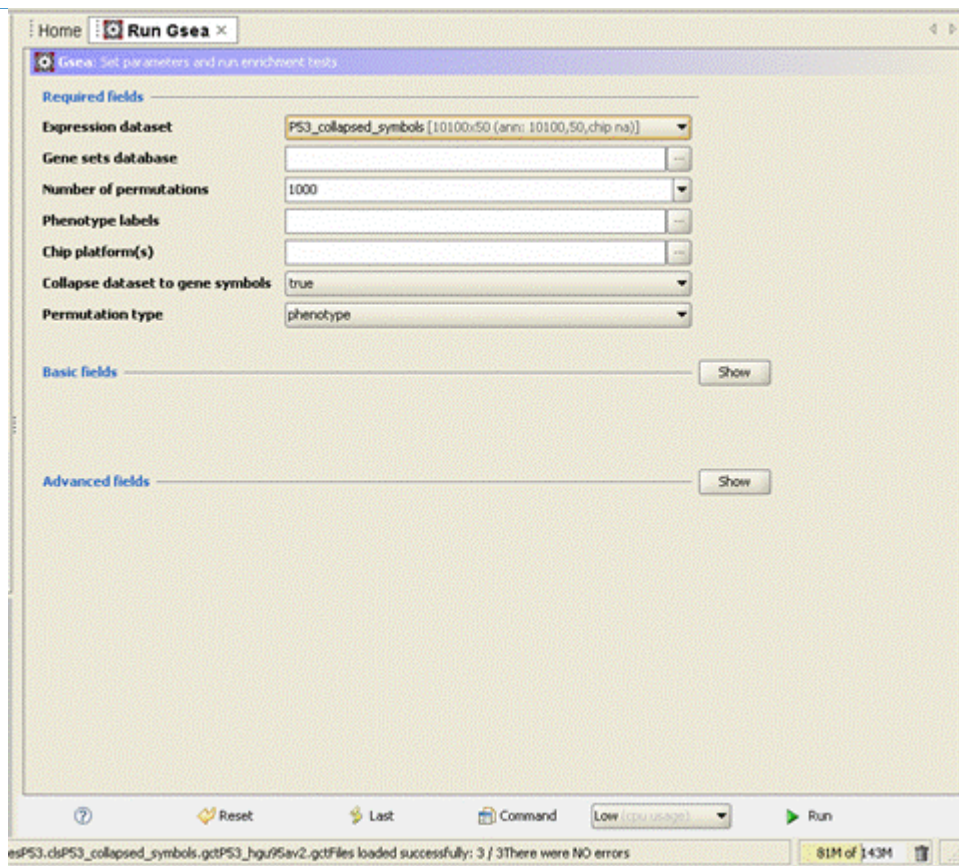 Home Run Gsea ×
Gsea: Set parameters and run enrichment tests
Required fields
Expression dataset P53_collapsed_symbols [10100x50 (ann: 10100,50,chip na)]
Gene sets database ...
Number of permutations 1000
Phenotype labels ...
Chip platform(s) ...
Collapse dataset to gene symbols true
Permutation type phenotype
Basic fields Show
Advanced fields Show
? Reset Last Command Low (cpu usage) Run
esP53.clsP53_collapsed_symbols.gctP53_hgu95av2.gctFiles loaded successfully: 3 / 3There were NO errors 81M of 143M